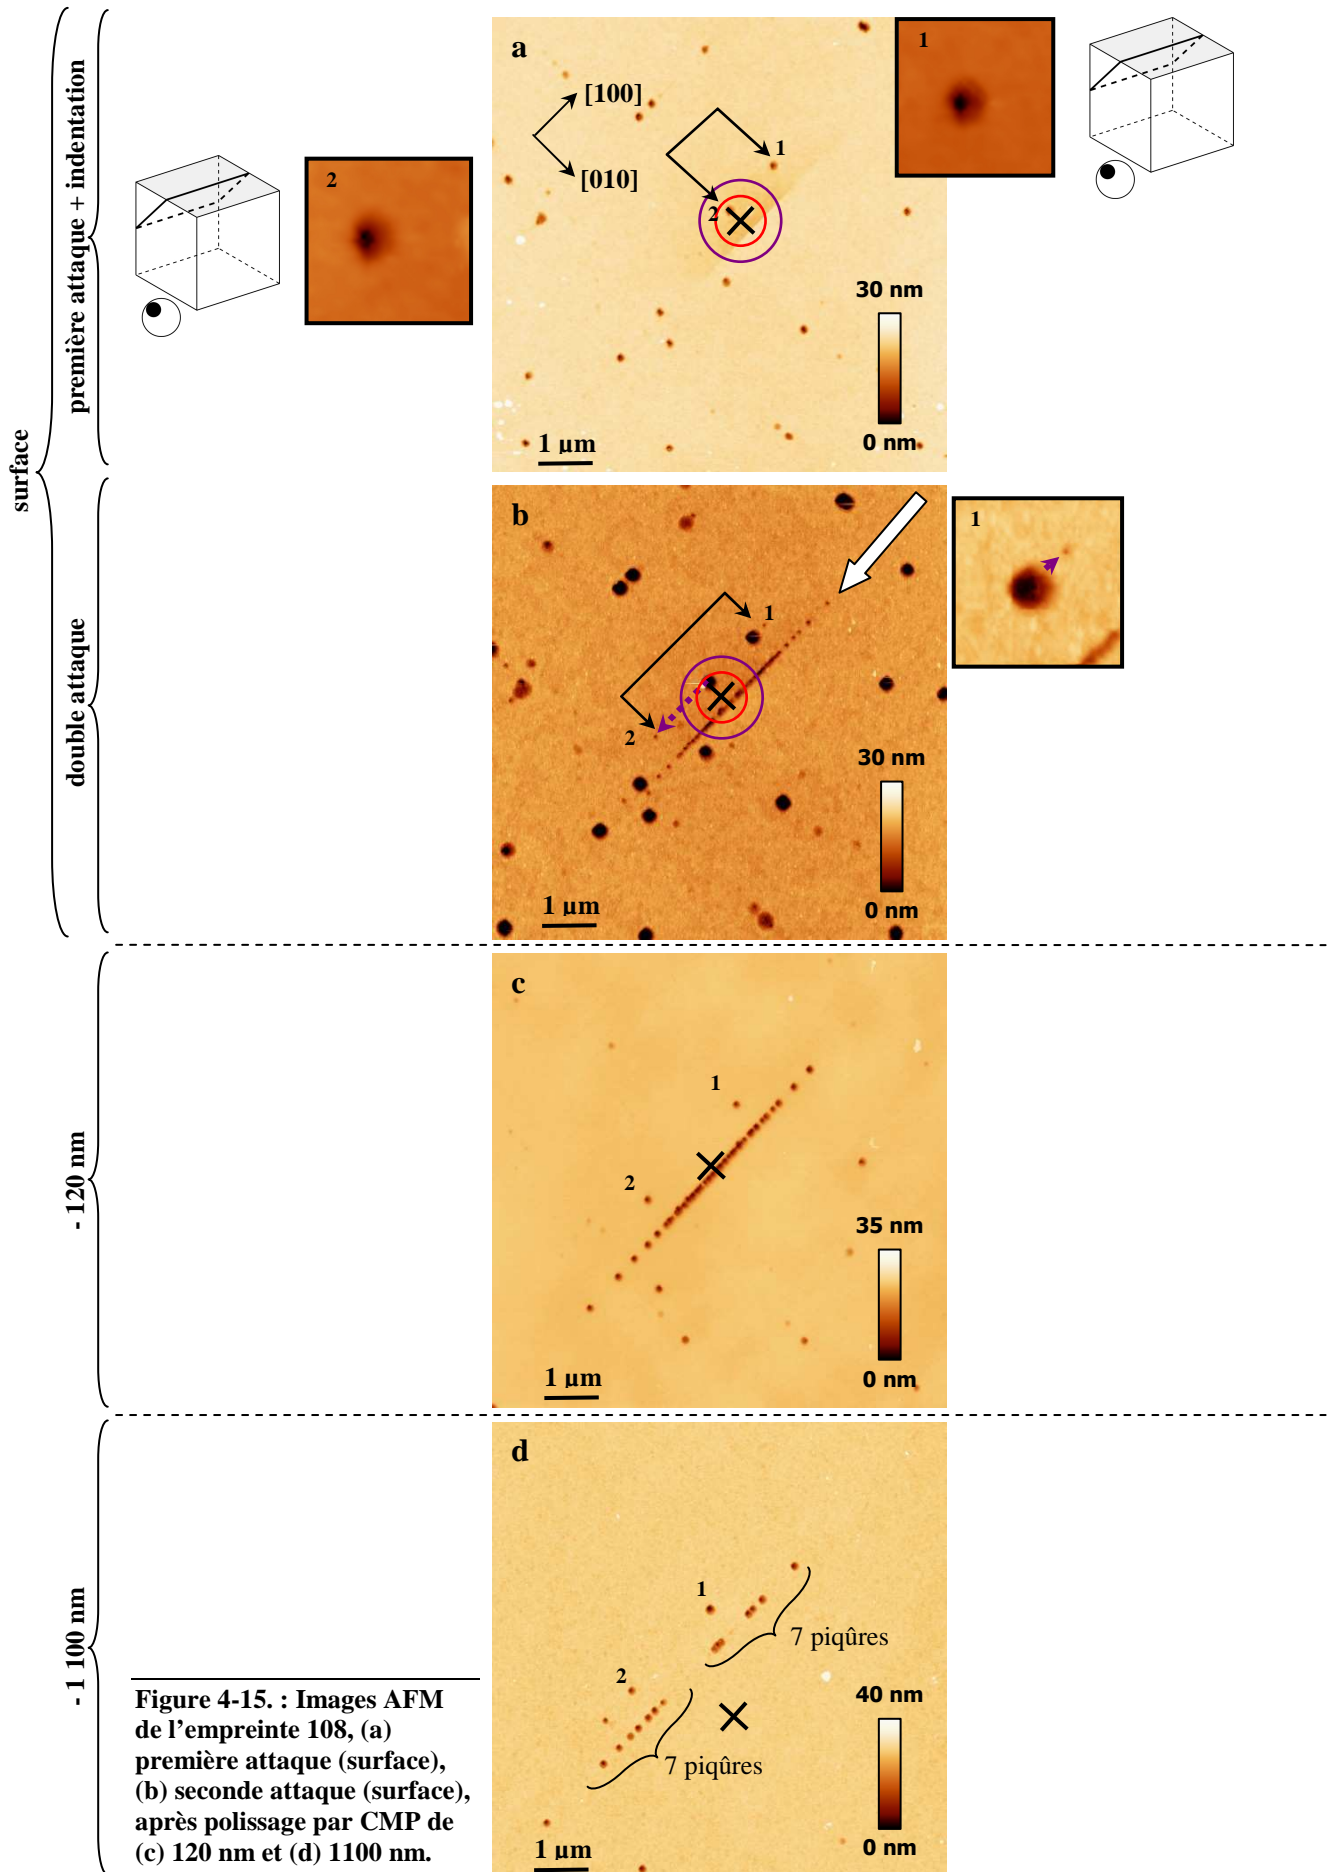 surface
première attaque + indentation
2
a
[100]
[010]
1
2
30 nm
0 nm
1 µm
1
double attaque
b
1
2
30 nm
0 nm
1 µm
1
- 120 nm
c
1
2
35 nm
0 nm
1 µm
- 1 100 nm
d
1
7 piqûres
2
7 piqûres
40 nm
0 nm
1 µm
Figure 4-15. : Images AFM
de l’empreinte 108, (a)
première attaque (surface),
(b) seconde attaque (surface),
après polissage par CMP de
(c) 120 nm et (d) 1100 nm.